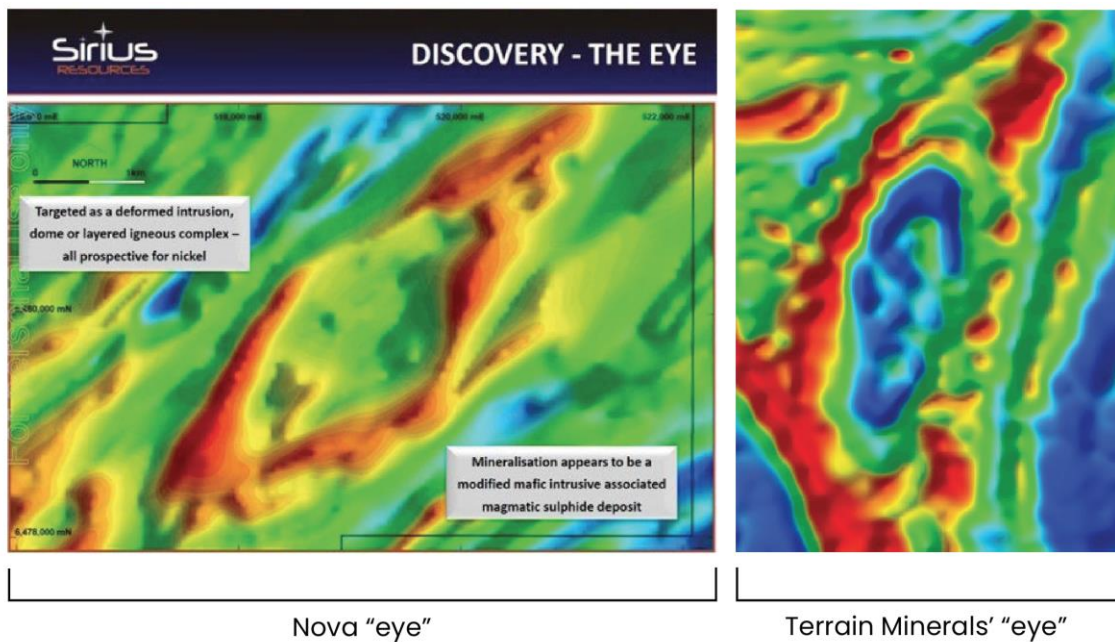 Sirius
RESOURCES
DISCOVERY - THE EYE
518,000 mE
520,000 mE
522,000 mE
NORTH
0
1km
Targeted as a deformed intrusion,
dome or layered igneous complex –
all prospective for nickel
6,480,000 mN
Mineralisation appears to be a
modified mafic intrusive associated
magmatic sulphide deposit
6,478,000 mN
Nova “eye”
Terrain Minerals’ “eye”